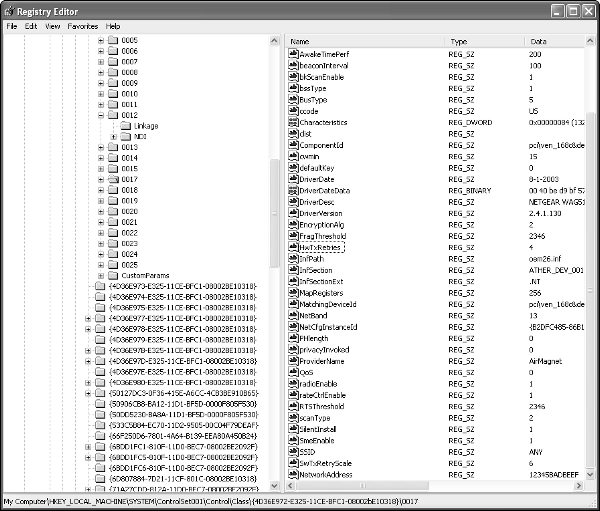 Registry Editor
File Edit View Favorites Help
0005
0006
0007
0008
0009
0010
0011
0012
Linkage
NDI
0013
0014
0015
0017
0018
0019
0020
0021
0022
0023
0024
0025
CustomParams
{4D36E973-E325-11CE-BFC1-08002BE10318}
{4D36E974-E325-11CE-BFC1-08002BE10318}
{4D36E975-E325-11CE-BFC1-08002BE10318}
{4D36E977-E325-11CE-BFC1-08002BE10318}
{4D36E978-E325-11CE-BFC1-08002BE10318}
{4D36E979-E325-11CE-BFC1-08002BE10318}
{4D36E97B-E325-11CE-BFC1-08002BE10318}
{4D36E97D-E325-11CE-BFC1-08002BE10318}
{4D36E97E-E325-11CE-BFC1-08002BE10318}
{4D36E980-E325-11CE-BFC1-08002BE10318}
{50127DC3-0F36-415E-A6CC-4CB3BE910B65}
{50906CB8-BA12-11D1-BF5D-0000F805F530}
{50DD5230-BA8A-11D1-BF5D-0000F805F530}
{533C5B84-EC70-11D2-9505-00C04F79DEAF}
{66F250D6-7801-4A64-B139-EEA80A450B24}
{6BDD1FC1-810F-11D0-BEC7-08002BE2092F}
{6BDD1FC5-810F-11D0-BEC7-08002BE2092F}
{6BDD1FC6-810F-11D0-BEC7-08002BE2092F}
{6D807884-7D21-11CF-801C-08002BE10318}
{71A27CDD-812A-11D0-BEC7-08002BE2092F}
Name Type Data
AwakeTimePerf REG_SZ 200
beaconInterval REG_SZ 100
bkScanEnable REG_SZ 1
bssType REG_SZ 1
BusType REG_SZ 5
ccode REG_SZ US
Characteristics REG_DWORD 0x00000084 (132
clist REG_SZ
ComponentId REG_SZ pci\ven_168c&de
cwmin REG_SZ 15
defaultKey REG_SZ 0
DriverDate REG_SZ 8-1-2003
DriverDateData REG_BINARY 00 40 be d9 bf 57
DriverDesc REG_SZ NETGEAR WAG51
DriverVersion REG_SZ 2.4.1.130
EncryptionAlg REG_SZ 2
FragThreshold REG_SZ 2346
HwTxRetries REG_SZ 4
InfPath REG_SZ oem26.inf
InfSection REG_SZ ATHER_DEV_001
InfSectionExt REG_SZ .NT
MapRegisters REG_SZ 256
MatchingDeviceId REG_SZ pci\ven_168c&de
NetBand REG_SZ 13
NetCfgInstanceId REG_SZ {B2DFC485-86B1
PHlength REG_SZ 0
privacyInvoked REG_SZ 0
ProviderName REG_SZ AirMagnet
QoS REG_SZ 0
radioEnable REG_SZ 1
rateCtrlEnable REG_SZ 1
RTSThreshold REG_SZ 2346
scanType REG_SZ 2
SilentInstall REG_SZ 1
SmeEnable REG_SZ 1
SSID REG_SZ ANY
SwTxRetryScale REG_SZ 6
NetworkAddress REG_SZ 12345BADBEEF
My Computer\HKEY_LOCAL_MACHINE\SYSTEM\ControlSet001\Control\Class\{4D36E972-E325-11CE-BFC1-08002bE10318}\0017